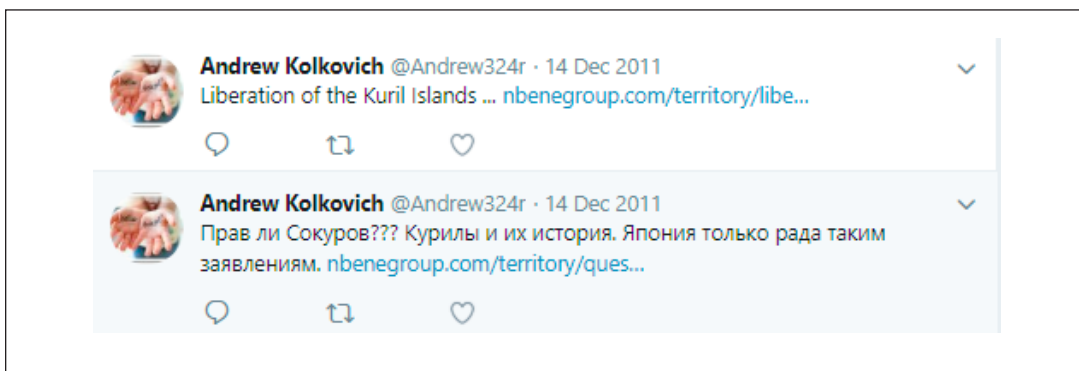 Andrew Kolkovich @Andrew324r · 14 Dec 2011
Liberation of the Kuril Islands ... nbenegroup.com/territory/libe...
Andrew Kolkovich @Andrew324r · 14 Dec 2011
Прав ли Сокуров??? Курилы и их история. Япония только рада таким
заявлениям. nbenegroup.com/territory/ques...